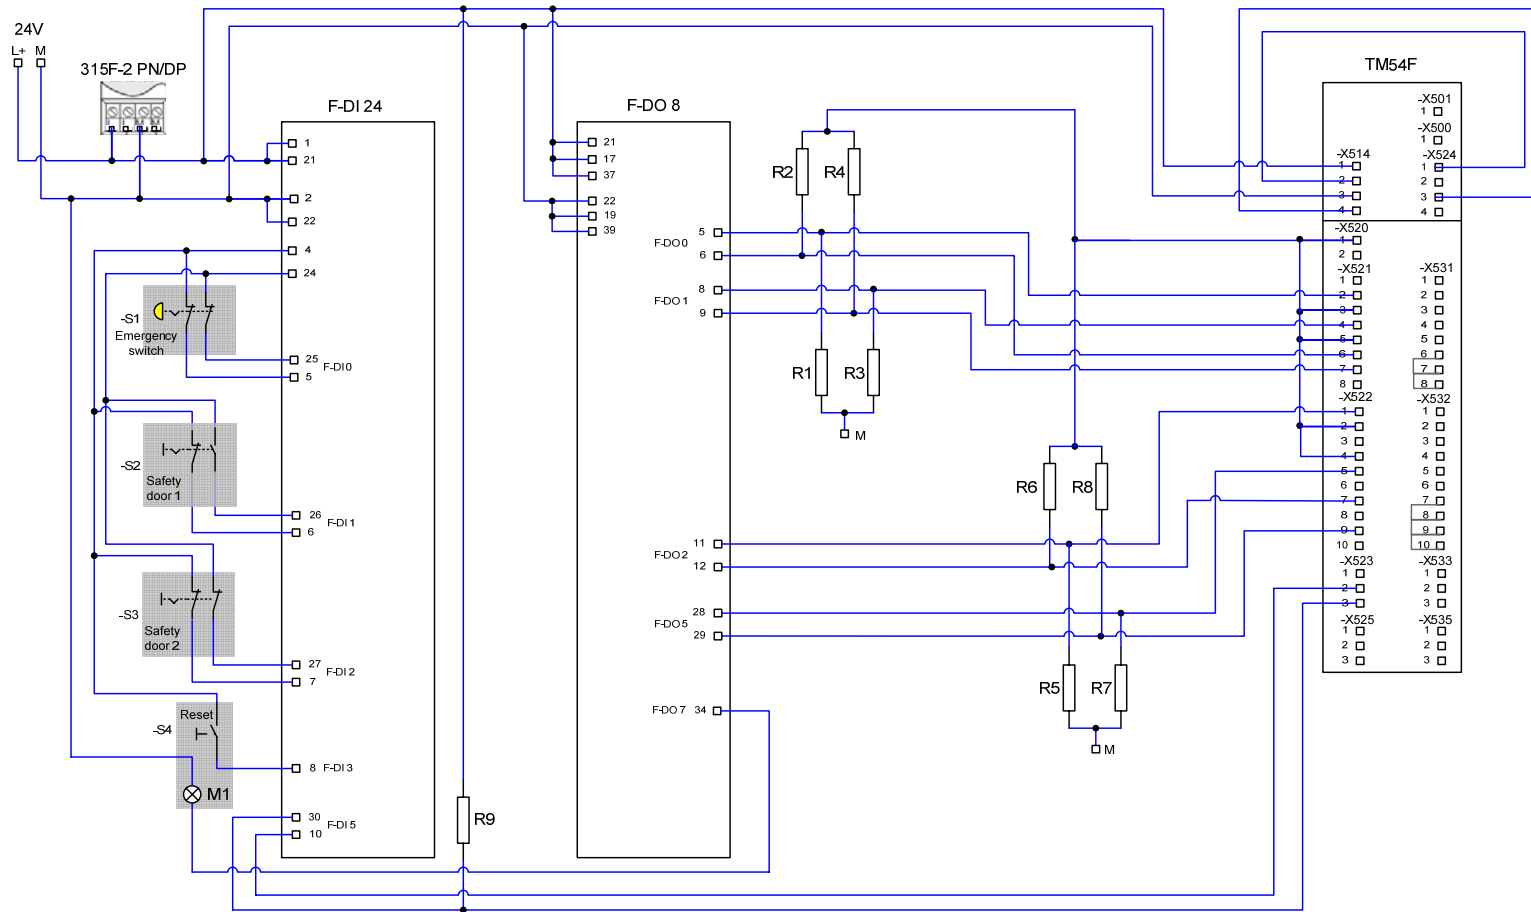 24V
L+ M
315F-2 PN/DP
F-DI 24
1
21
2
22
4
24
-S1
Emergency
switch
25
F-DI0
5
-S2
Safety
door 1
26
F-DI 1
6
-S3
Safety
door 2
27
F-DI 2
7
Reset
-S4
8 F-DI 3
M1
30
F-DI 5
10
R9
F-DO 8
21
17
37
22
19
39
5
F-DO0
6
8
F-DO 1
9
11
F-DO2
12
28
F-DO 5
29
F-DO 7 34
R2 R4
R1 R3
M
R6 R8
R5 R7
M
TM54F
-X501
1
-X500
1
-X514
1
2
3
4
-X524
1
2
3
4
-X520
1
2
-X521
1
2
3
4
5
6
7
8
-X531
1
2
3
4
5
6
7
8
-X522
1
2
3
4
5
6
7
8
9
10
-X532
1
2
3
4
5
6
7
8
9
10
-X523
1
2
3
-X533
1
2
3
-X525
1
2
3
-X535
1
2
3